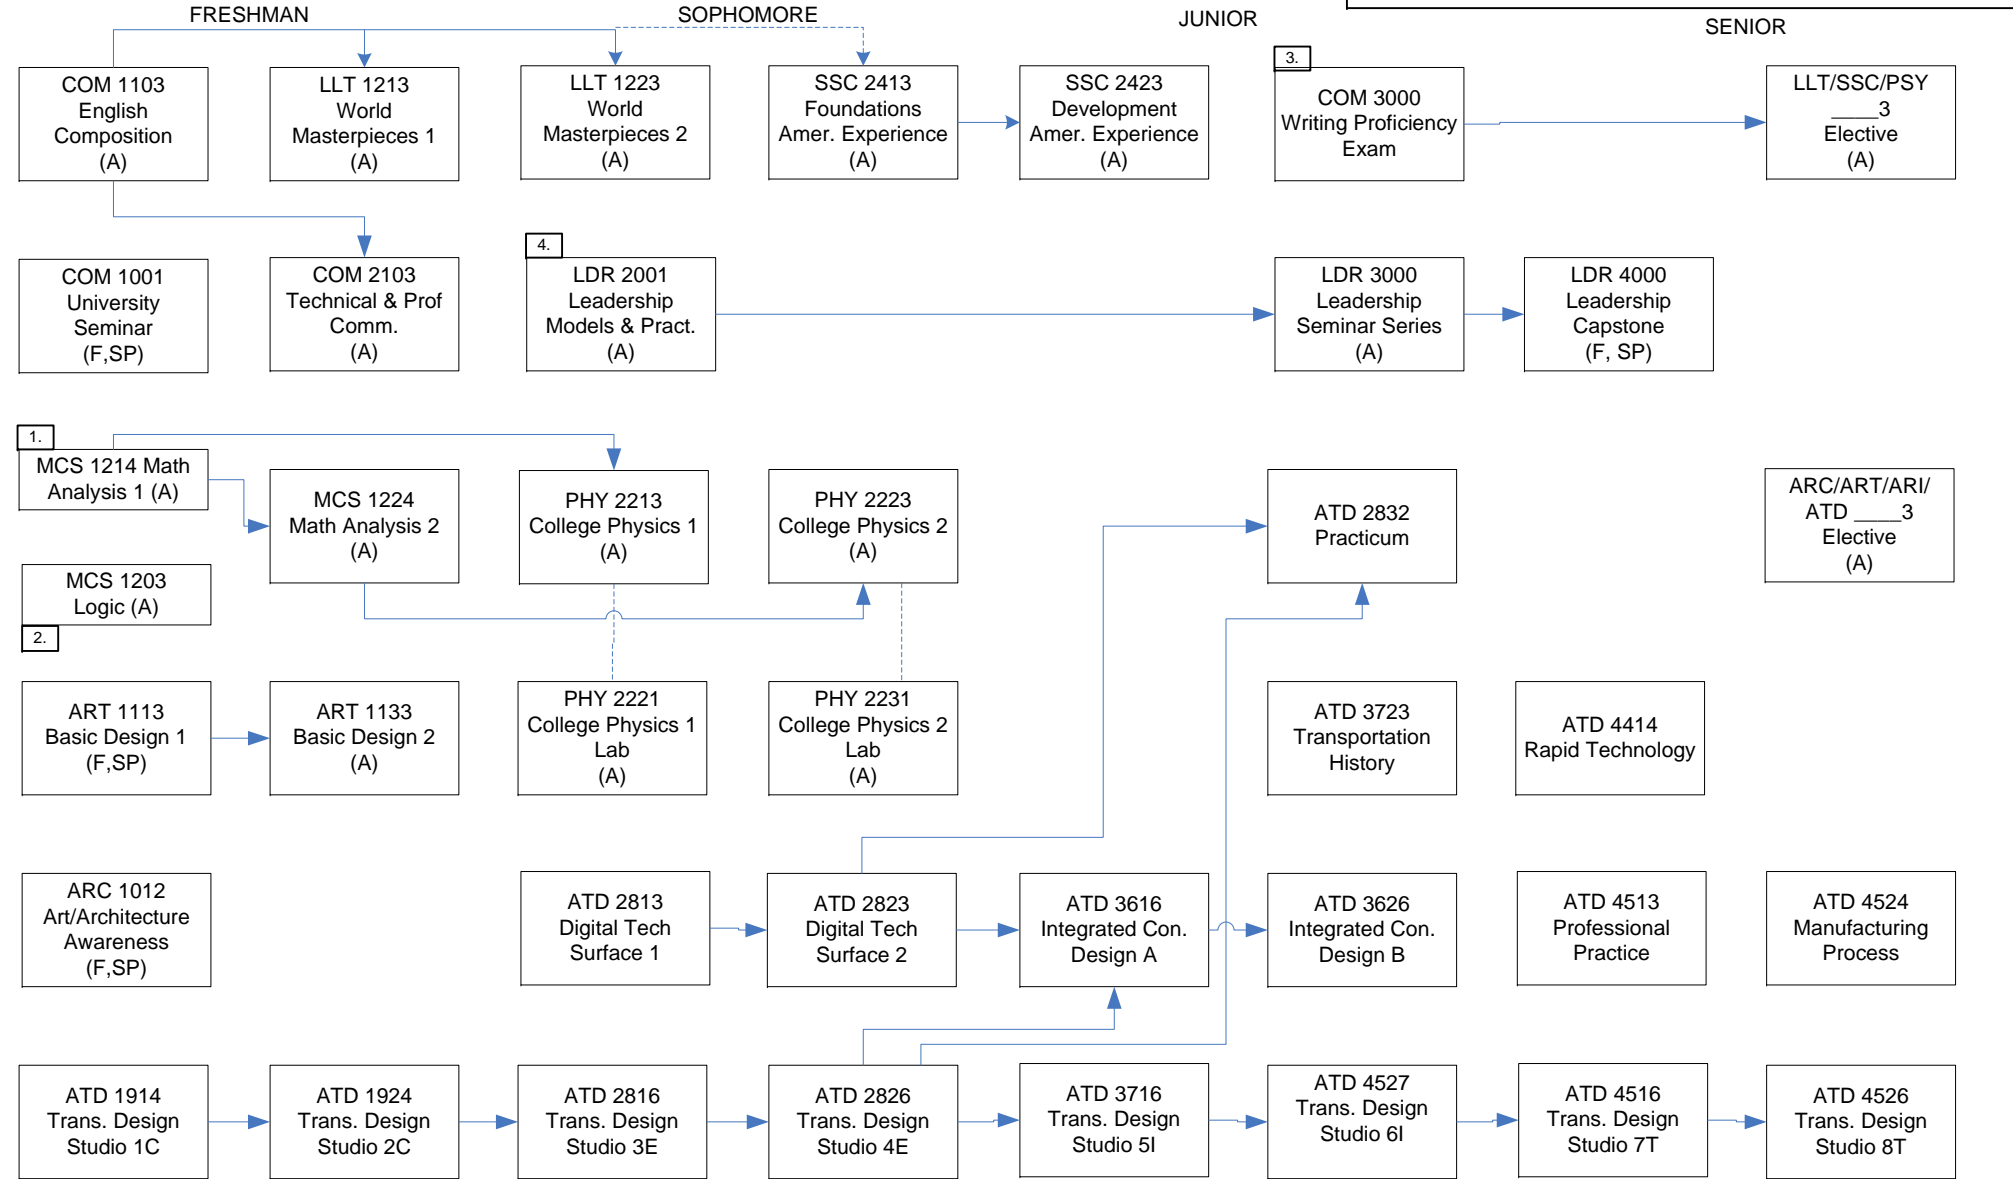 FRESHMAN
SOPHOMORE
JUNIOR
SENIOR
COM 1103
English
Composition
(A)
LLT 1213
World
Masterpieces 1
(A)
LLT 1223
World
Masterpieces 2
(A)
SSC 2413
Foundations
Amer. Experience
(A)
SSC 2423
Development
Amer. Experience
(A)
3.
COM 3000
Writing Proficiency
Exam
LLT/SSC/PSY
____3
Elective
(A)
COM 1001
University
Seminar
(F,SP)
COM 2103
Technical & Prof
Comm.
(A)
4.
LDR 2001
Leadership
Models & Pract.
(A)
LDR 3000
Leadership
Seminar Series
(A)
LDR 4000
Leadership
Capstone
(F, SP)
1.
MCS 1214 Math
Analysis 1 (A)
MCS 1224
Math Analysis 2
(A)
PHY 2213
College Physics 1
(A)
PHY 2223
College Physics 2
(A)
ATD 2832
Practicum
ARC/ART/ARI/
ATD ____3
Elective
(A)
MCS 1203
Logic (A)
2.
ART 1113
Basic Design 1
(F,SP)
ART 1133
Basic Design 2
(A)
PHY 2221
College Physics 1
Lab
(A)
PHY 2231
College Physics 2
Lab
(A)
ATD 3723
Transportation
History
ATD 4414
Rapid Technology
ARC 1012
Art/Architecture
Awareness
(F,SP)
ATD 2813
Digital Tech
Surface 1
ATD 2823
Digital Tech
Surface 2
ATD 3616
Integrated Con.
Design A
ATD 3626
Integrated Con.
Design B
ATD 4513
Professional
Practice
ATD 4524
Manufacturing
Process
ATD 1914
Trans. Design
Studio 1C
ATD 1924
Trans. Design
Studio 2C
ATD 2816
Trans. Design
Studio 3E
ATD 2826
Trans. Design
Studio 4E
ATD 3716
Trans. Design
Studio 5I
ATD 4527
Trans. Design
Studio 6I
ATD 4516
Trans. Design
Studio 7T
ATD 4526
Trans. Design
Studio 8T